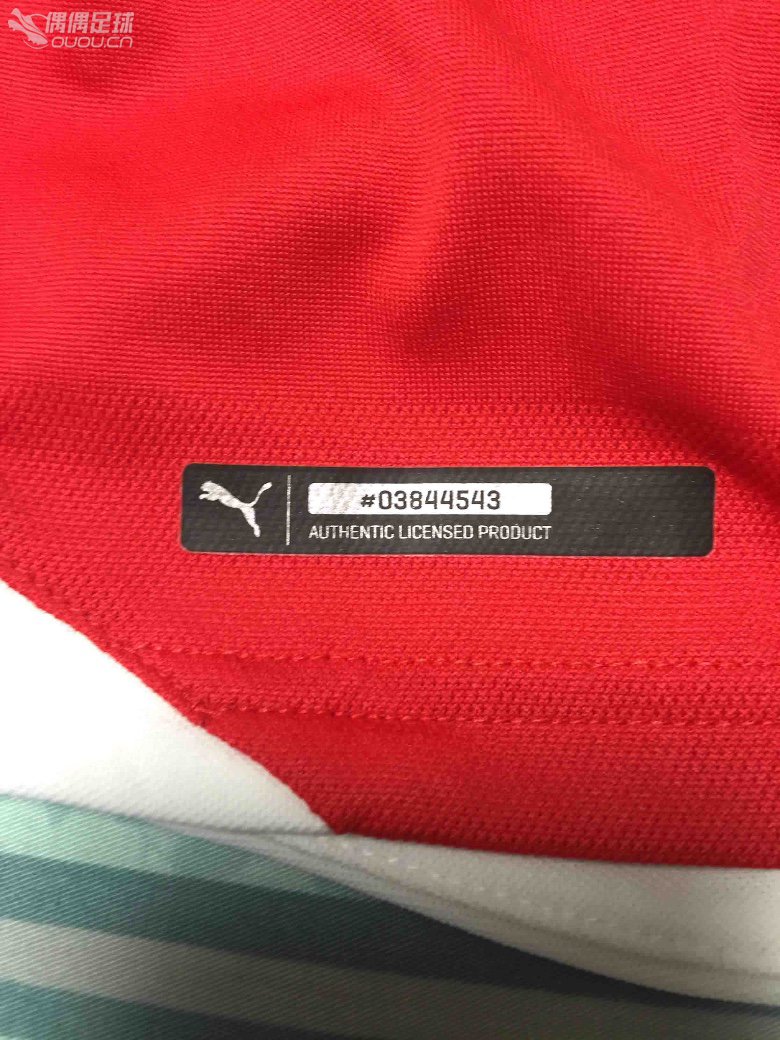 偶偶足球
OUOU.CN
#03844543
AUTHENTIC LICENSED PRODUCT